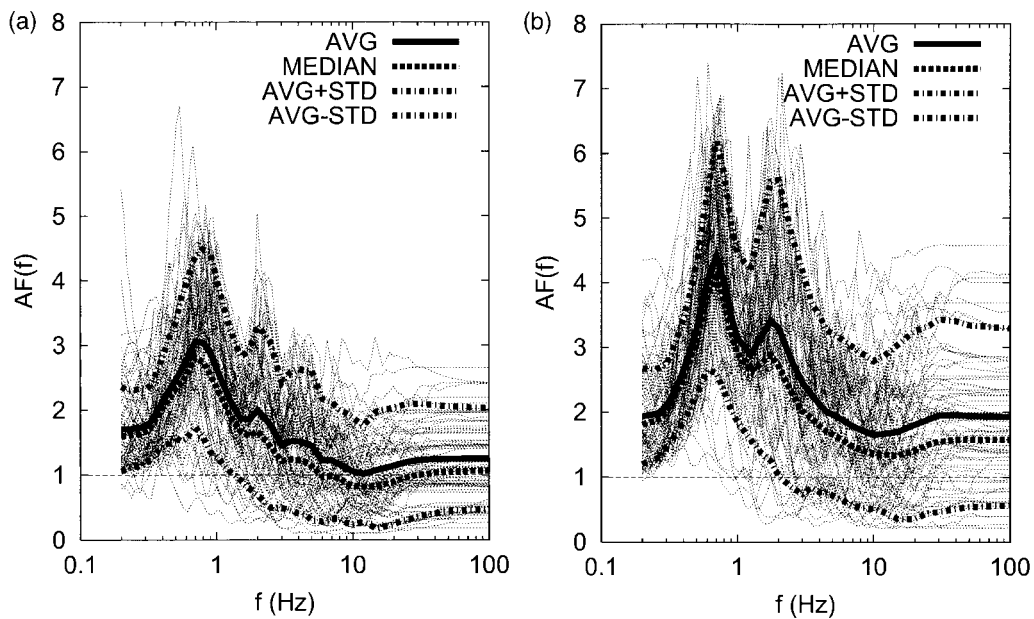 (a)
8
7
6
5
4
3
2
1
0
AF(f)
0.1
1
10
100
f (Hz)
AVG
MEDIAN
AVG+STD
AVG-STD
(b)
8
7
6
5
4
3
2
1
0
AF(f)
0.1
1
10
100
f (Hz)
AVG
MEDIAN
AVG+STD
AVG-STD